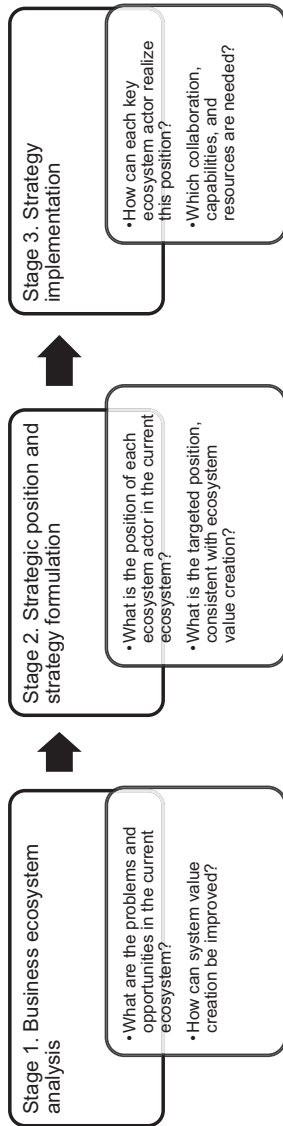 Stage 1. Business ecosystem
analysis
•What are the problems and
opportunities in the current
ecosystem?
•How can system value
creation be improved?
Stage 2. Strategic position and
strategy formulation
•What is the position of each
ecosystem actor in the current
ecosystem?
•What is the targeted position,
consistent with ecosystem
value creation?
Stage 3. Strategy
implementation
•How can each key
ecosystem actor realize
this position?
•Which collaboration,
capabilities, and
resources are needed?